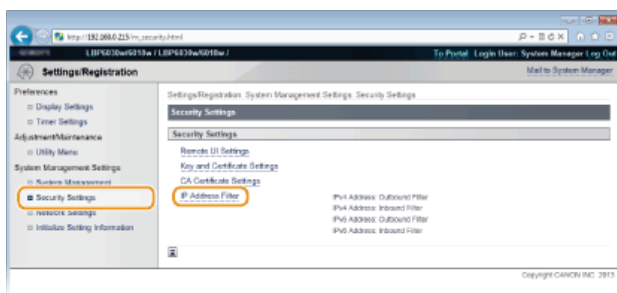 http://192.168.0.215/m_security.html
LBP6030w/6018w / LBP6030w/6018w /
To Portal Login User: System Manager Log Out
Settings/Registration
Mail to System Manager
Preferences
Display Settings
Timer Settings
Adjustment/Maintenance
Utility Menu
System Management Settings
System Management
Security Settings
Network Settings
Initialize Setting Information
Settings/Registration: System Management Settings: Security Settings
Security Settings
Security Settings
Remote UI Settings
Key and Certificate Settings
CA Certificate Settings
IP Address Filter
IPv4 Address: Outbound Filter
IPv4 Address: Inbound Filter
IPv6 Address: Outbound Filter
IPv6 Address: Inbound Filter
Copyright CANON INC. 2013